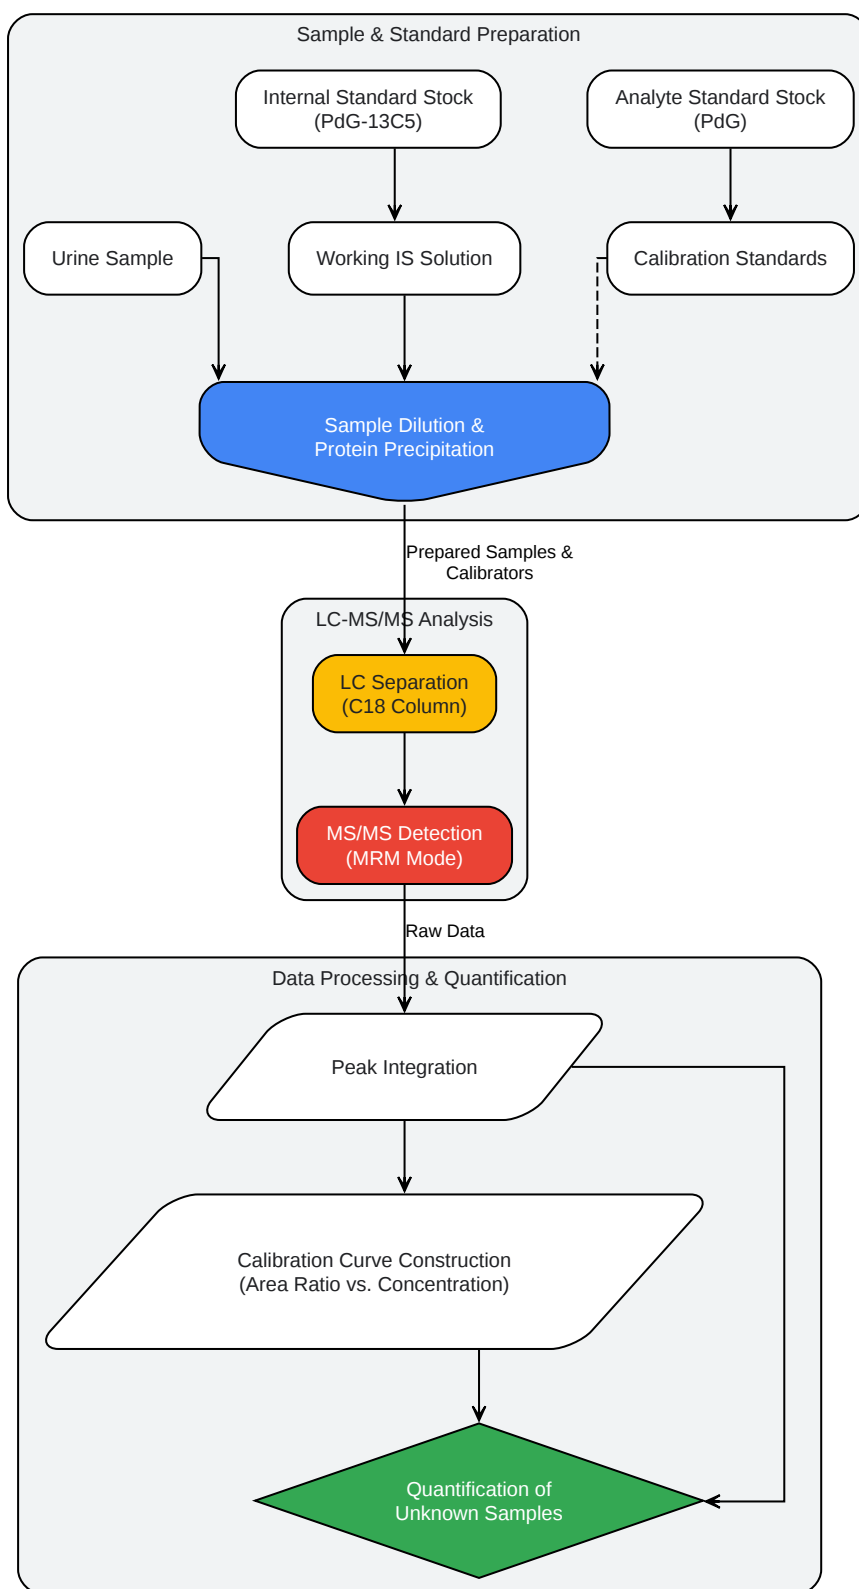 Sample & Standard Preparation
Internal Standard Stock
(PdG-13C5)
Analyte Standard Stock
(PdG)
Urine Sample
Working IS Solution
Calibration Standards
Sample Dilution &
Protein Precipitation
Prepared Samples &
Calibrators
LC-MS/MS Analysis
LC Separation
(C18 Column)
MS/MS Detection
(MRM Mode)
Raw Data
Data Processing & Quantification
Peak Integration
Calibration Curve Construction
(Area Ratio vs. Concentration)
Quantification of
Unknown Samples